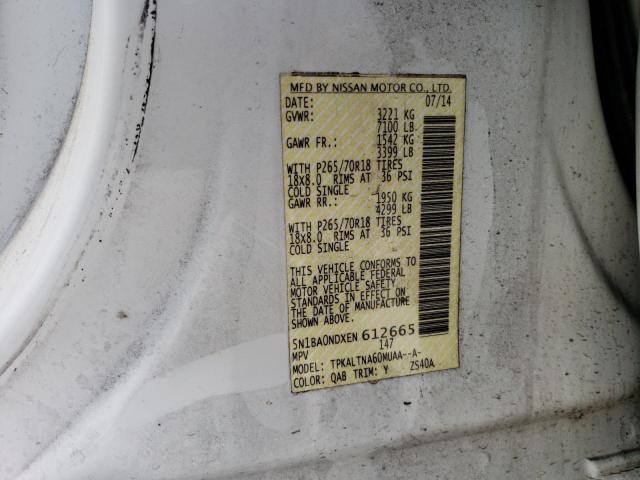 MFD BY NISSAN MOTOR CO., LTD.
DATE: 07/14
GVWR: 3221 KG
7100 LB
GAWR FR.: 1542 KG
3399 LB
WITH P265/70R18 TIRES
18X8.0 RIMS AT 36 PSI
COLD SINGLE
GAWR RR.: 1950 KG
4299 LB
WITH P265/70R18 TIRES
18X8.0 RIMS AT 36 PSI
COLD SINGLE
THIS VEHICLE CONFORMS TO
ALL APPLICABLE FEDERAL
MOTOR VEHICLE SAFETY
STANDARDS IN EFFECT ON
THE DATE OF MANUFACTURE
SHOWN ABOVE.
5N1BA0NDXEN 612665
MPV 147
MODEL: TPKALTNA60MUAA--A-
COLOR: QAB TRIM: Y ZS40A